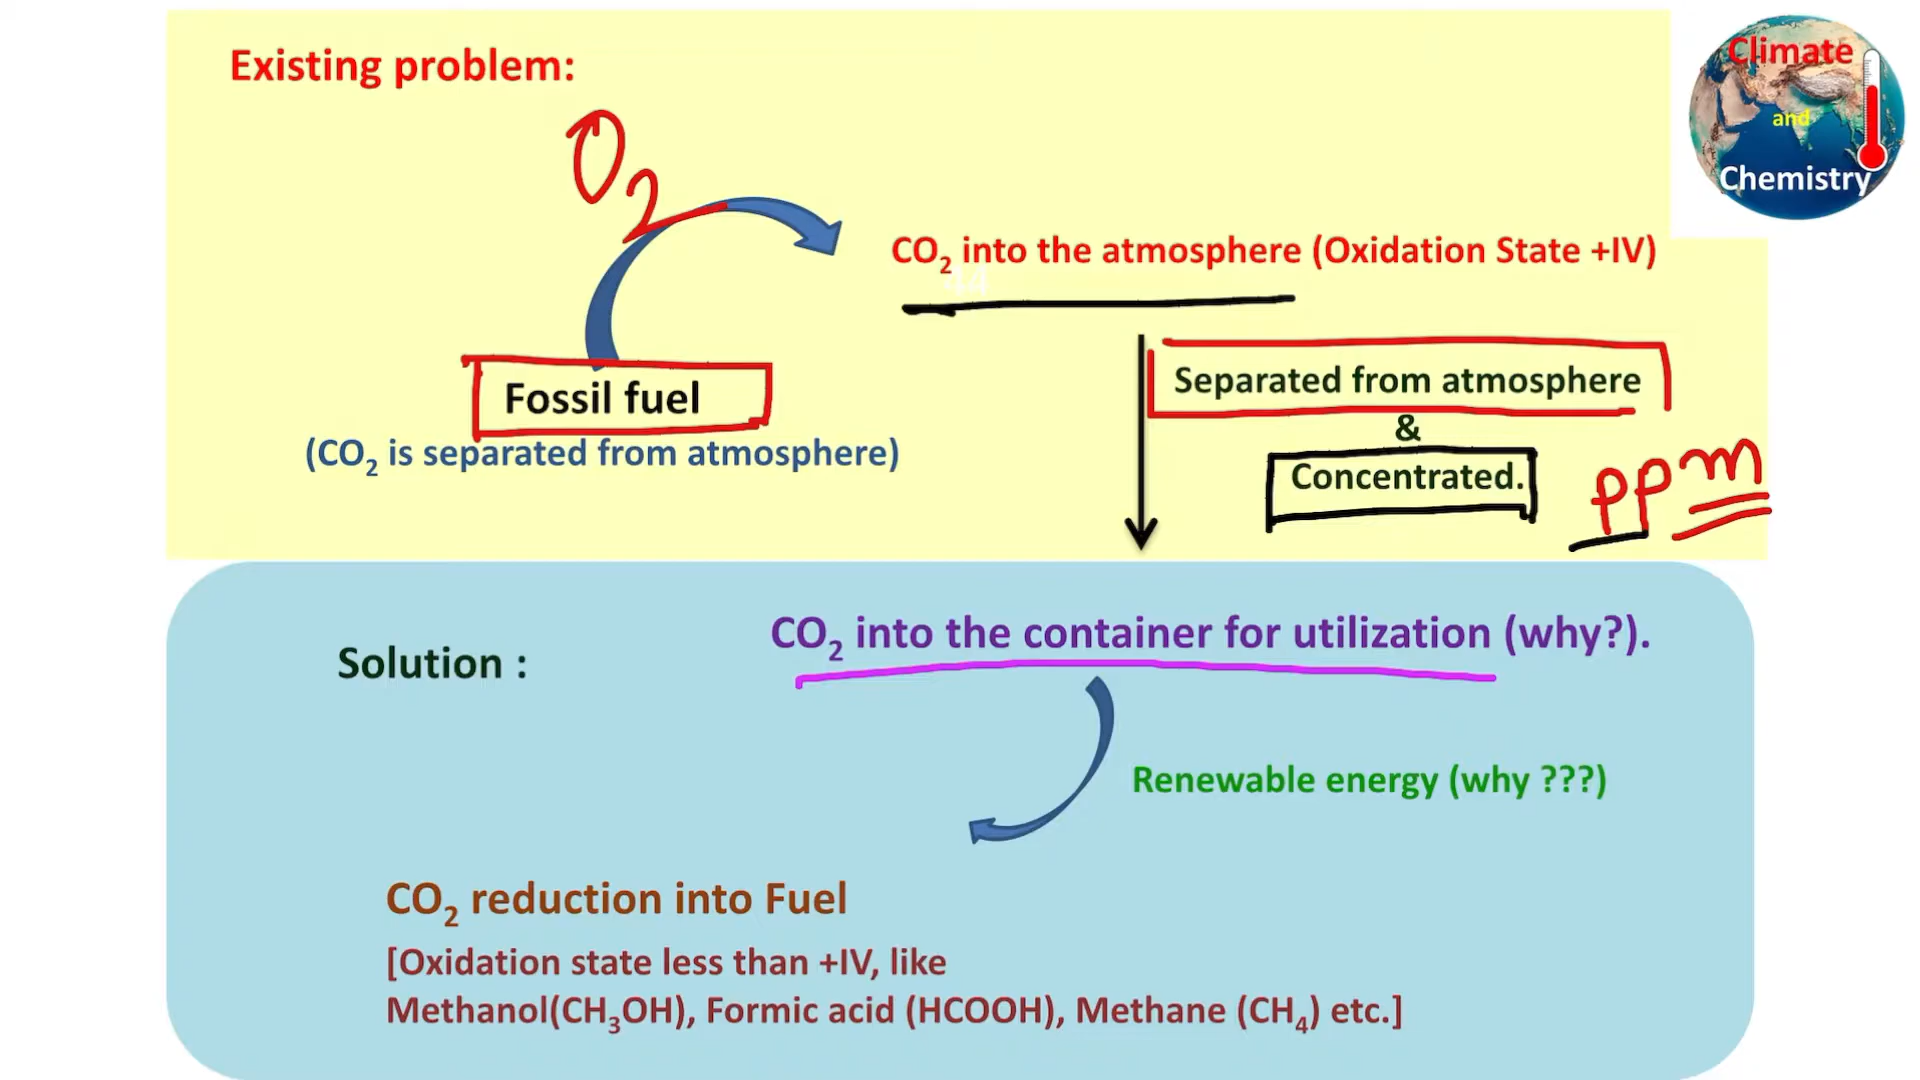 Existing problem:
Climate
and
Chemistry
O2
CO2 into the atmosphere (Oxidation State +IV)
44
Fossil fuel
(CO2 is separated from atmosphere)
Separated from atmosphere
&
Concentrated.
ppm
Solution :
CO2 into the container for utilization (why?).
Renewable energy (why ???)
CO2 reduction into Fuel
[Oxidation state less than +IV, like
Methanol(CH3OH), Formic acid (HCOOH), Methane (CH4) etc.]